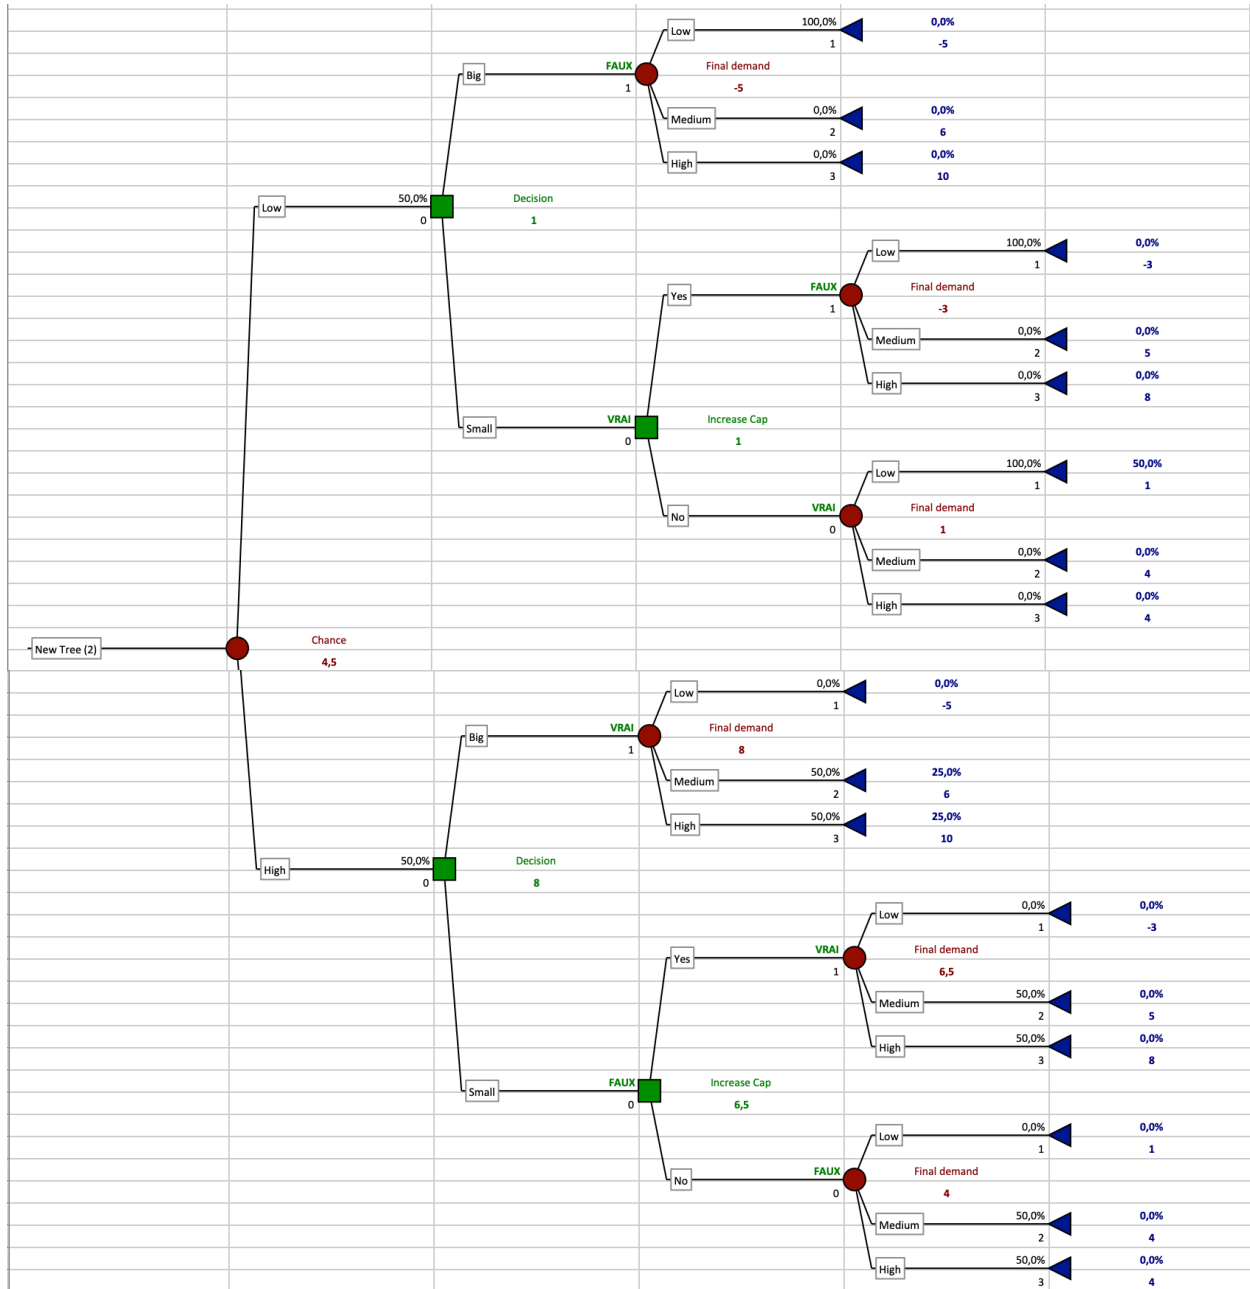 Low 100,0% 0,0%
1 -5
Big FAUX Final demand
1 -5
Medium 0,0% 0,0%
2 6
High 0,0% 0,0%
3 10
Low 50,0% Decision
0 1
Low 100,0% 0,0%
1 -3
Yes FAUX Final demand
1 -3
Medium 0,0% 0,0%
2 5
High 0,0% 0,0%
3 8
Small VRAI Increase Cap
0 1
Low 100,0% 50,0%
1 1
No VRAI Final demand
0 1
Medium 0,0% 0,0%
2 4
High 0,0% 0,0%
3 4
New Tree (2) Chance
4,5
Low 0,0% 0,0%
1 -5
Big VRAI Final demand
1 8
Medium 50,0% 25,0%
2 6
High 50,0% 25,0%
3 10
High 50,0% Decision
0 8
Low 0,0% 0,0%
1 -3
Yes VRAI Final demand
1 6,5
Medium 50,0% 0,0%
2 5
High 50,0% 0,0%
3 8
Small FAUX Increase Cap
0 6,5
Low 0,0% 0,0%
1 1
No FAUX Final demand
0 4
Medium 50,0% 0,0%
2 4
High 50,0% 0,0%
3 4